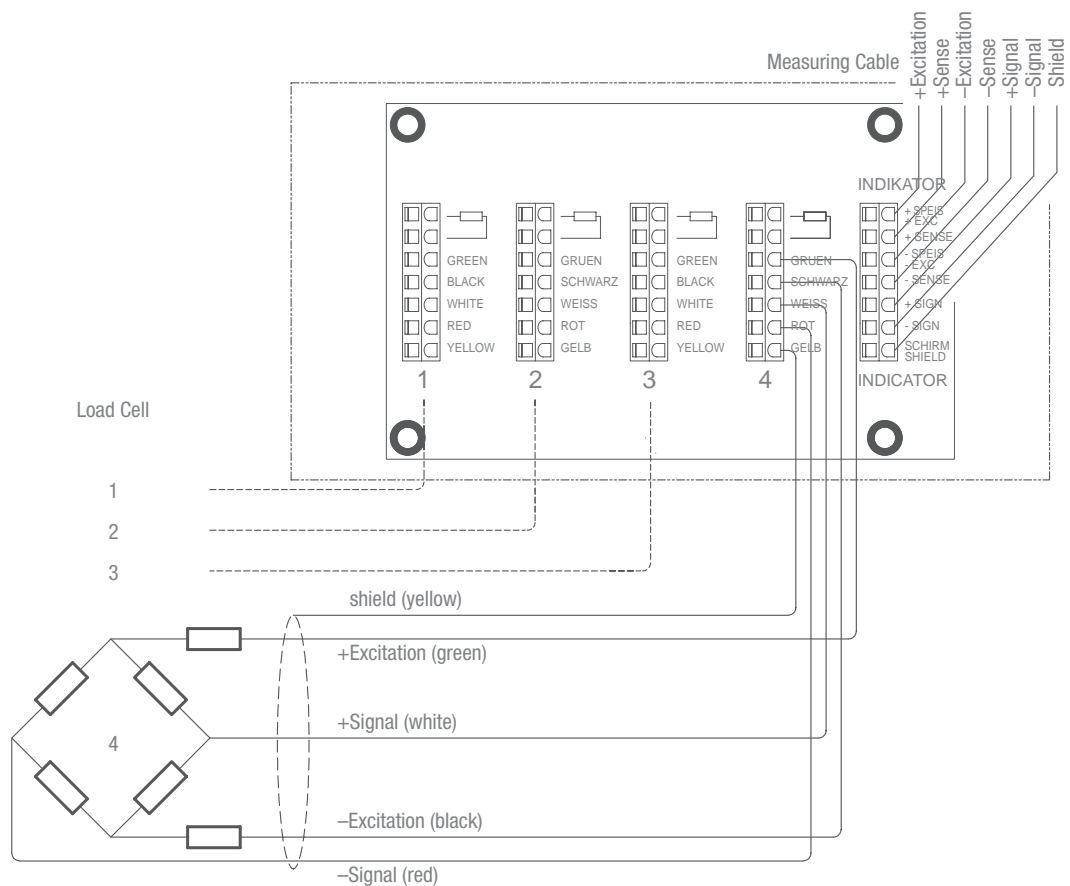 Measuring Cable
+Excitation
+Sense
–Excitation
–Sense
+Signal
–Signal
Shield
INDIKATOR
GREEN
BLACK
WHITE
RED
YELLOW
1
GRUEN
SCHWARZ
WEISS
ROT
GELB
2
GREEN
BLACK
WHITE
RED
YELLOW
3
GRUEN
SCHWARZ
WEISS
ROT
GELB
4
+ SPEIS
+ EXC
+ SENSE
- SPEIS
- EXC
- SENSE
+ SIGN
- SIGN
SCHIRM
SHIELD
INDICATOR
Load Cell
1
2
3
shield (yellow)
+Excitation (green)
+Signal (white)
4
–Excitation (black)
–Signal (red)